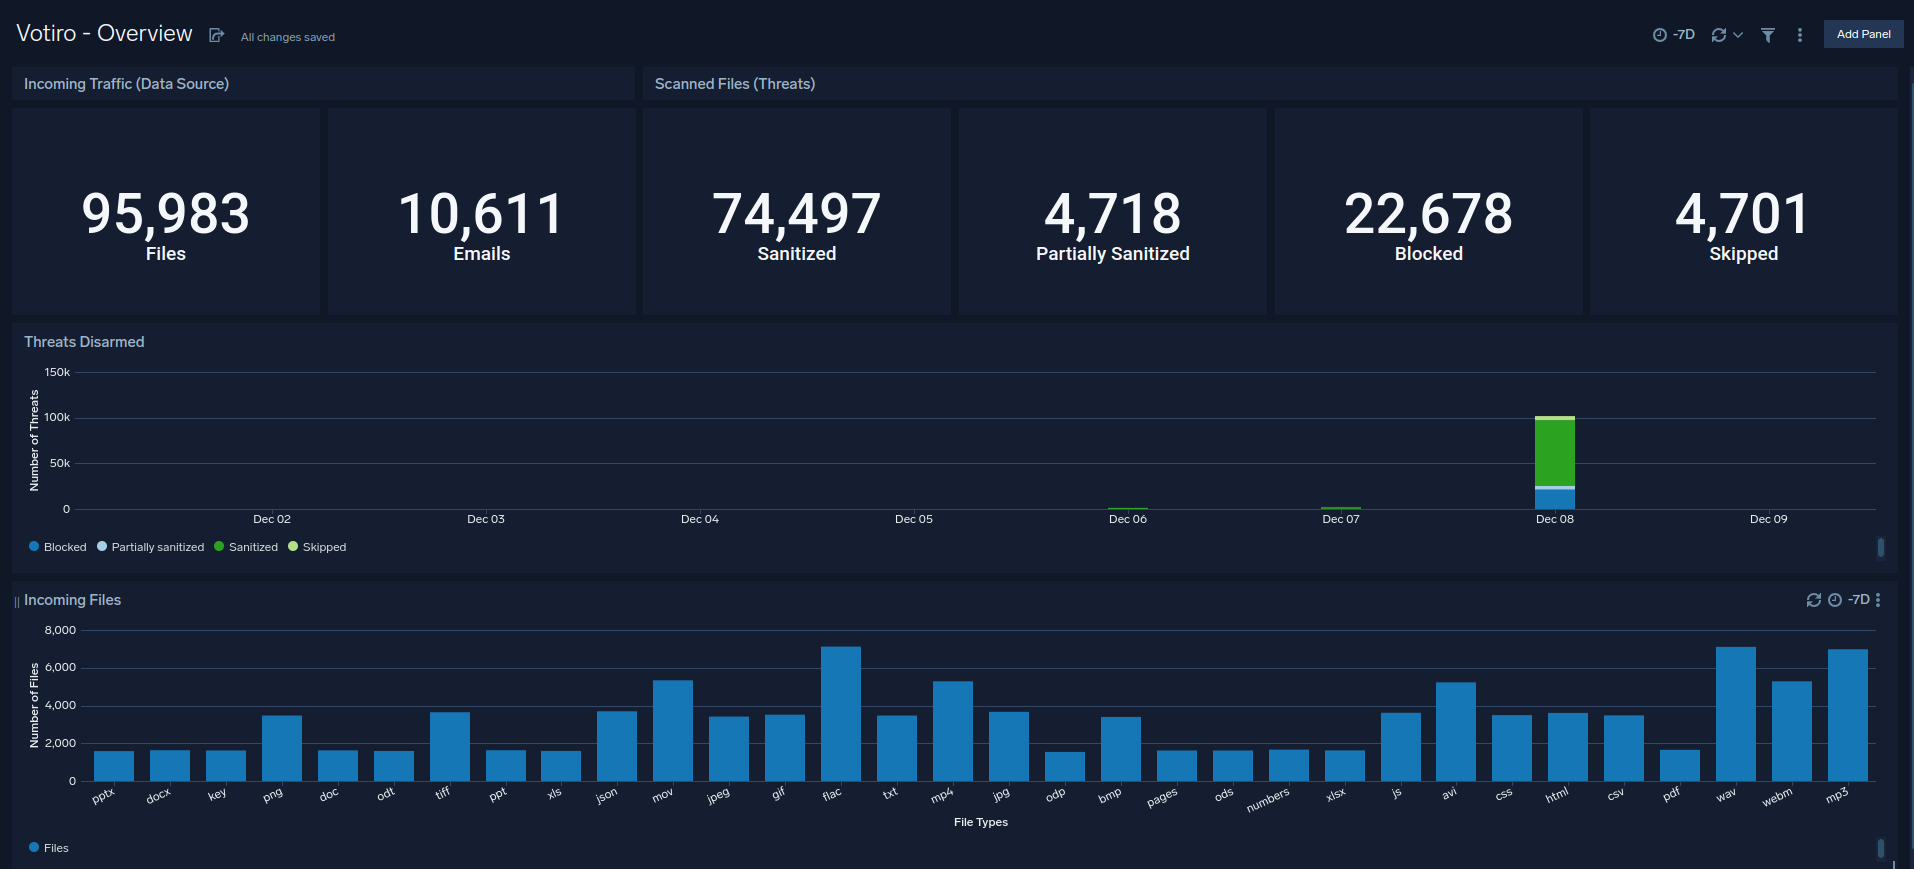 Votiro - Overview
All changes saved
-7D
Add Panel
Incoming Traffic (Data Source)
Scanned Files (Threats)
95,983
Files
10,611
Emails
74,497
Sanitized
4,718
Partially Sanitized
22,678
Blocked
4,701
Skipped
Threats Disarmed
Number of Threats
150k
100k
50k
0
Dec 02 Dec 03 Dec 04 Dec 05 Dec 06 Dec 07 Dec 08 Dec 09
Blocked Partially sanitized Sanitized Skipped
Incoming Files
-7D
Number of Files
8,000
6,000
4,000
2,000
0
pptx docx key png doc odt tiff ppt xls json mov jpeg gif flac txt mp4 jpg odp bmp pages ods numbers xlsx js avi css html csv pdf wav webm mp3
File Types
Files